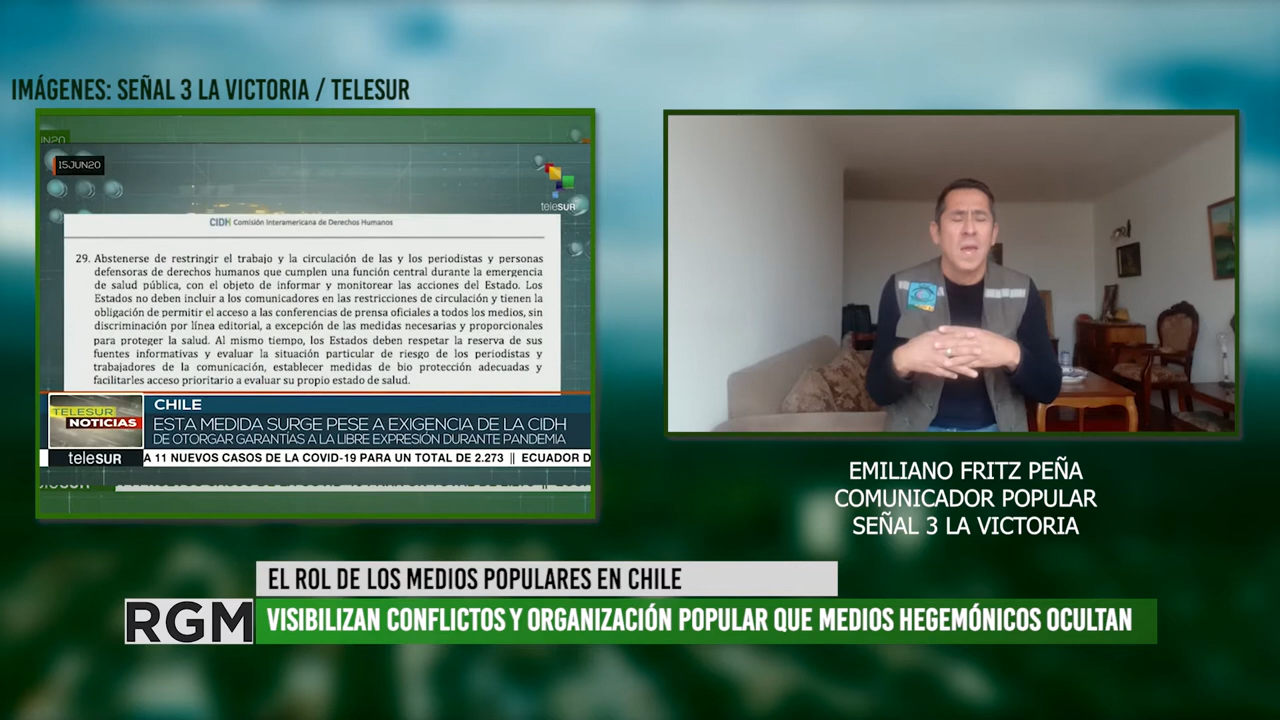 IMÁGENES: SEÑAL 3 LA VICTORIA / TELESUR
JN20
15JUN20
teleSUR
CIDH Comisión Interamericana de Derechos Humanos
29. Abstenerse de restringir el trabajo y la circulación de las y los periodistas y personas
defensoras de derechos humanos que cumplen una función central durante la emergencia
de salud pública, con el objeto de informar y monitorear las acciones del Estado. Los
Estados no deben incluir a los comunicadores en las restricciones de circulación y tienen la
obligación de permitir el acceso a las conferencias de prensa oficiales a todos los medios, sin
discriminación por línea editorial, a excepción de las medidas necesarias y proporcionales
para proteger la salud. Al mismo tiempo, los Estados deben respetar la reserva de sus
fuentes informativas y evaluar la situación particular de riesgo de los periodistas y
trabajadores de la comunicación, establecer medidas de bio protección adecuadas y
facilitarles acceso prioritario a evaluar su propio estado de salud.
TELESUR
NOTICIAS
CHILE
ESTA MEDIDA SURGE PESE A EXIGENCIA DE LA CIDH
DE OTORGAR GARANTÍAS A LA LIBRE EXPRESIÓN DURANTE PANDEMIA
teleSUR
A 11 NUEVOS CASOS DE LA COVID-19 PARA UN TOTAL DE 2.273 || ECUADOR D
EMILIANO FRITZ PEÑA
COMUNICADOR POPULAR
SEÑAL 3 LA VICTORIA
EL ROL DE LOS MEDIOS POPULARES EN CHILE
RGM
VISIBILIZAN CONFLICTOS Y ORGANIZACIÓN POPULAR QUE MEDIOS HEGEMÓNICOS OCULTAN